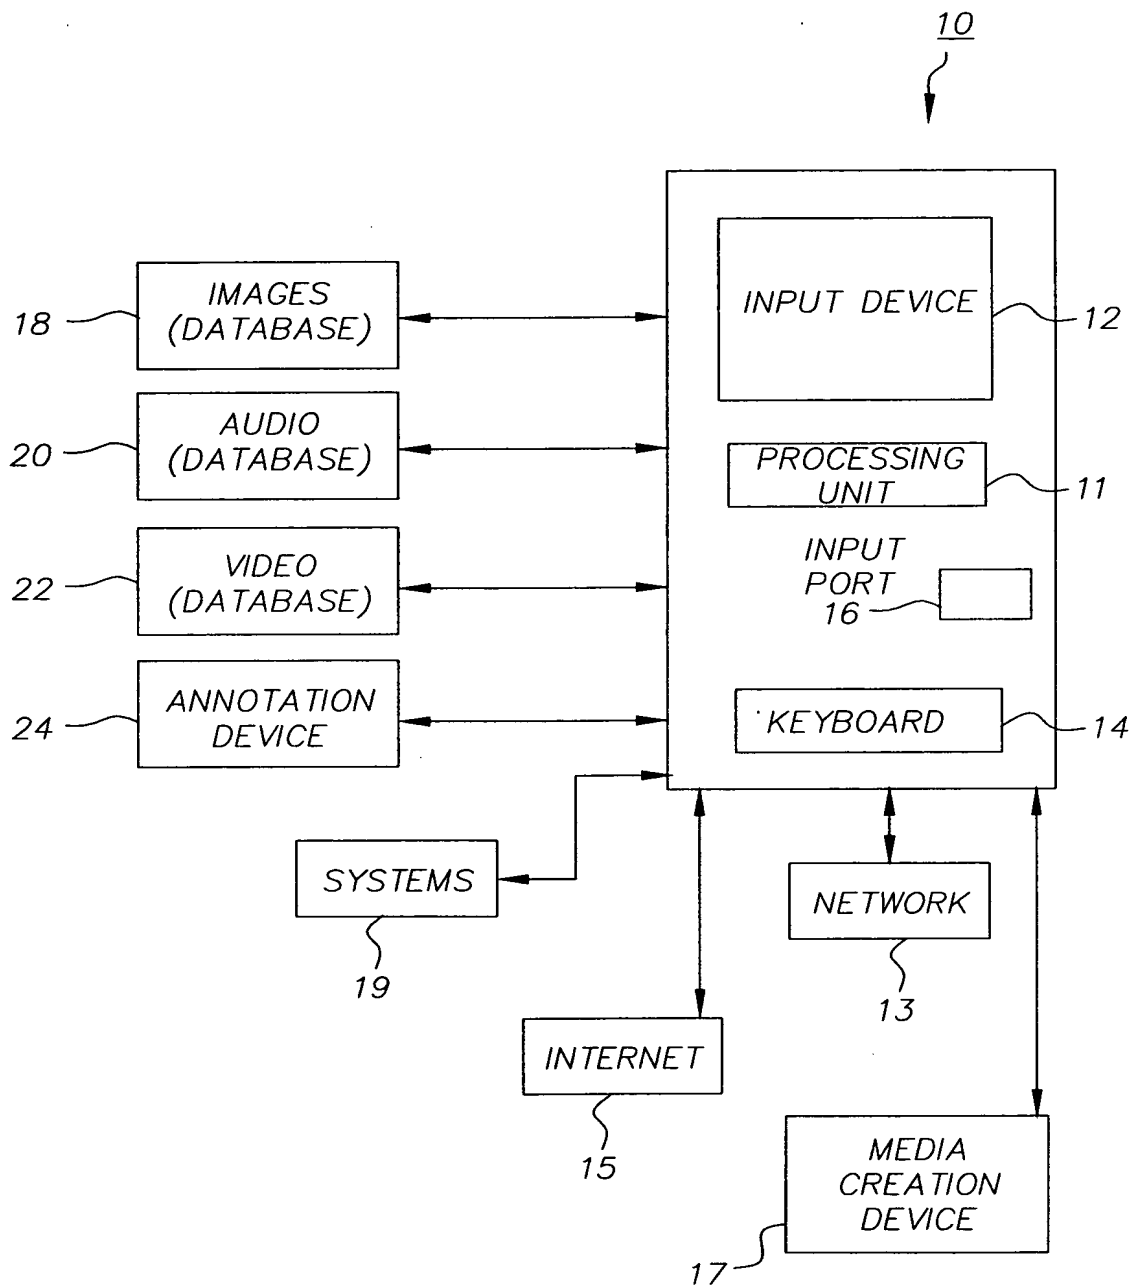 10
IMAGES
(DATABASE)
18
INPUT DEVICE
12
AUDIO
(DATABASE)
20
PROCESSING
UNIT
11
VIDEO
(DATABASE)
22
INPUT
PORT
16
ANNOTATION
DEVICE
24
KEYBOARD
14
SYSTEMS
19
NETWORK
13
INTERNET
15
MEDIA
CREATION
DEVICE
17